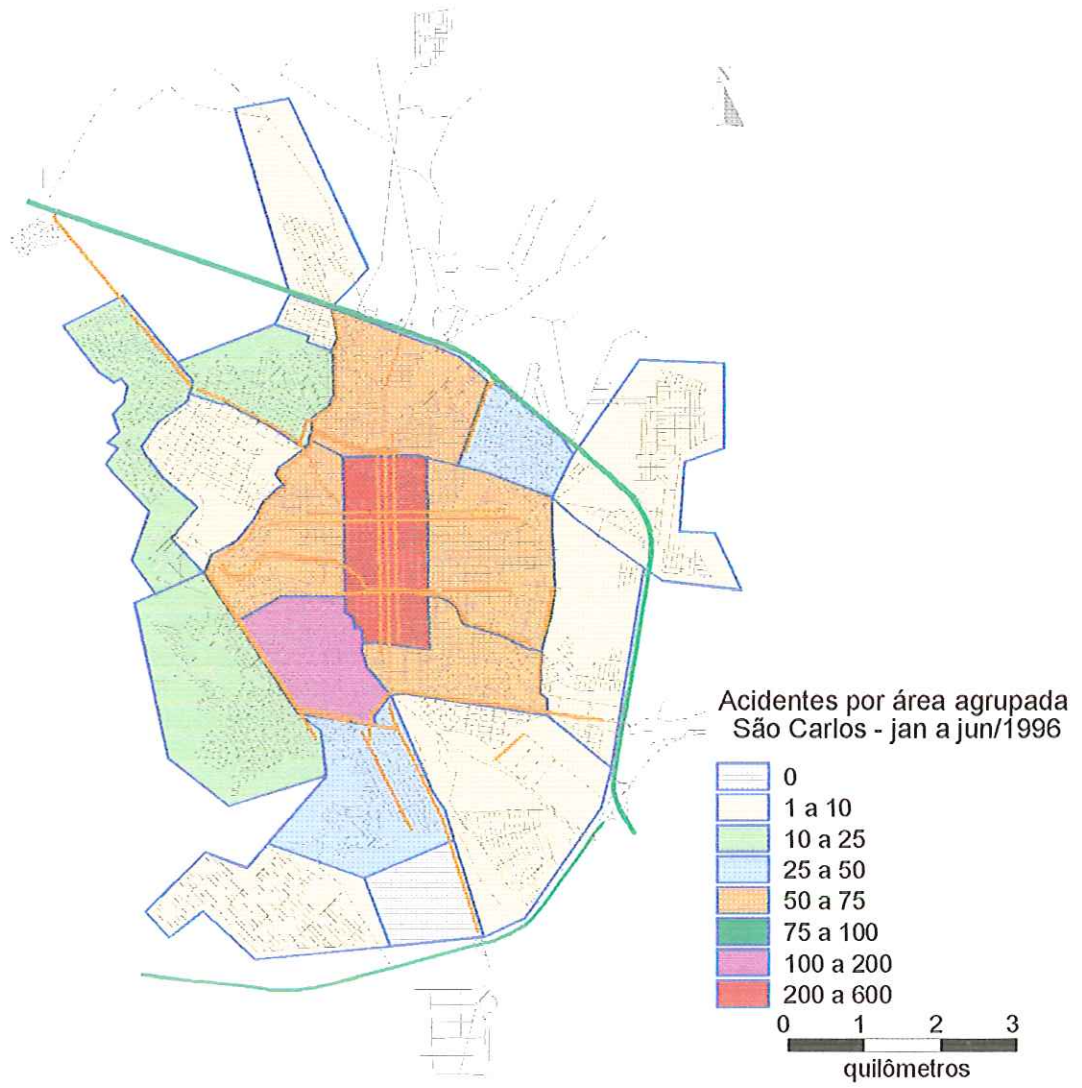 Acidentes por área agrupada
São Carlos - jan a jun/1996
0
1 a 10
10 a 25
25 a 50
50 a 75
75 a 100
100 a 200
200 a 600
0 1 2 3
quilômetros